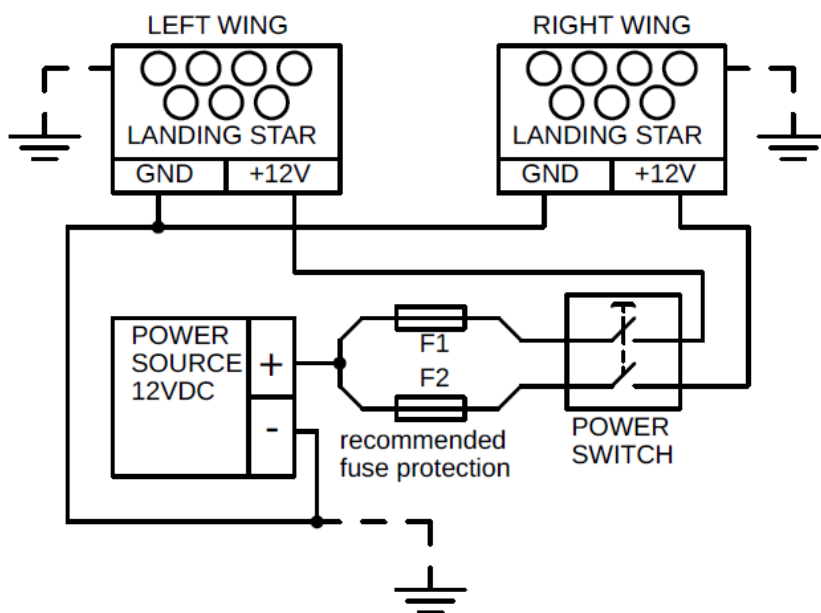 LEFT WING
RIGHT WING
LANDING STAR
LANDING STAR
GND
+12V
GND
+12V
POWER
SOURCE
12VDC
+
-
F1
F2
recommended
fuse protection
POWER
SWITCH